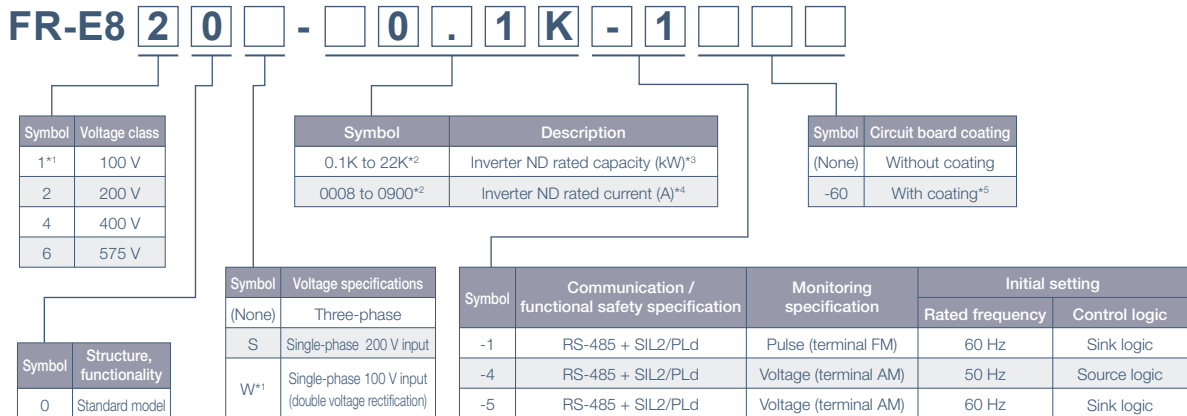 FR-E8 2 0 - 0 . 1 K - 1
Symbol Voltage class
1*1 100 V
2 200 V
4 400 V
6 575 V
Symbol Description
0.1K to 22K*2 Inverter ND rated capacity (kW)*3
0008 to 0900*2 Inverter ND rated current (A)*4
Symbol Circuit board coating
(None) Without coating
-60 With coating*5
Symbol Structure, functionality
0 Standard model
Symbol Voltage specifications
(None) Three-phase
S Single-phase 200 V input
W*1 Single-phase 100 V input
(double voltage rectification)
Symbol Communication / functional safety specification Monitoring specification Initial setting
Rated frequency Control logic
-1 RS-485 + SIL2/PLd Pulse (terminal FM) 60 Hz Sink logic
-4 RS-485 + SIL2/PLd Voltage (terminal AM) 50 Hz Source logic
-5 RS-485 + SIL2/PLd Voltage (terminal AM) 60 Hz Sink logic